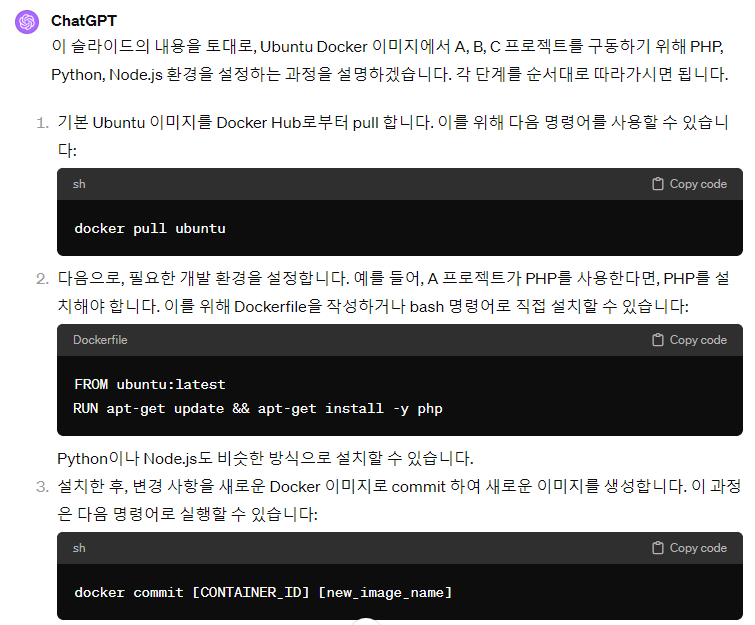 ChatGPT
이 슬라이드의 내용을 토대로, Ubuntu Docker 이미지에서 A, B, C 프로젝트를 구동하기 위해 PHP,
Python, Node.js 환경을 설정하는 과정을 설명하겠습니다. 각 단계를 순서대로 따라가시면 됩니다.
1. 기본 Ubuntu 이미지를 Docker Hub로부터 pull 합니다. 이를 위해 다음 명령어를 사용할 수 있습니
다:
sh Copy code
docker pull ubuntu
2. 다음으로, 필요한 개발 환경을 설정합니다. 예를 들어, A 프로젝트가 PHP를 사용한다면, PHP를 설
치해야 합니다. 이를 위해 Dockerfile을 작성하거나 bash 명령어로 직접 설치할 수 있습니다:
Dockerfile Copy code
FROM ubuntu:latest
RUN apt-get update && apt-get install -y php
Python이나 Node.js도 비슷한 방식으로 설치할 수 있습니다.
3. 설치한 후, 변경 사항을 새로운 Docker 이미지로 commit 하여 새로운 이미지를 생성합니다. 이 과정
은 다음 명령어로 실행할 수 있습니다:
sh Copy code
docker commit [CONTAINER_ID] [new_image_name]